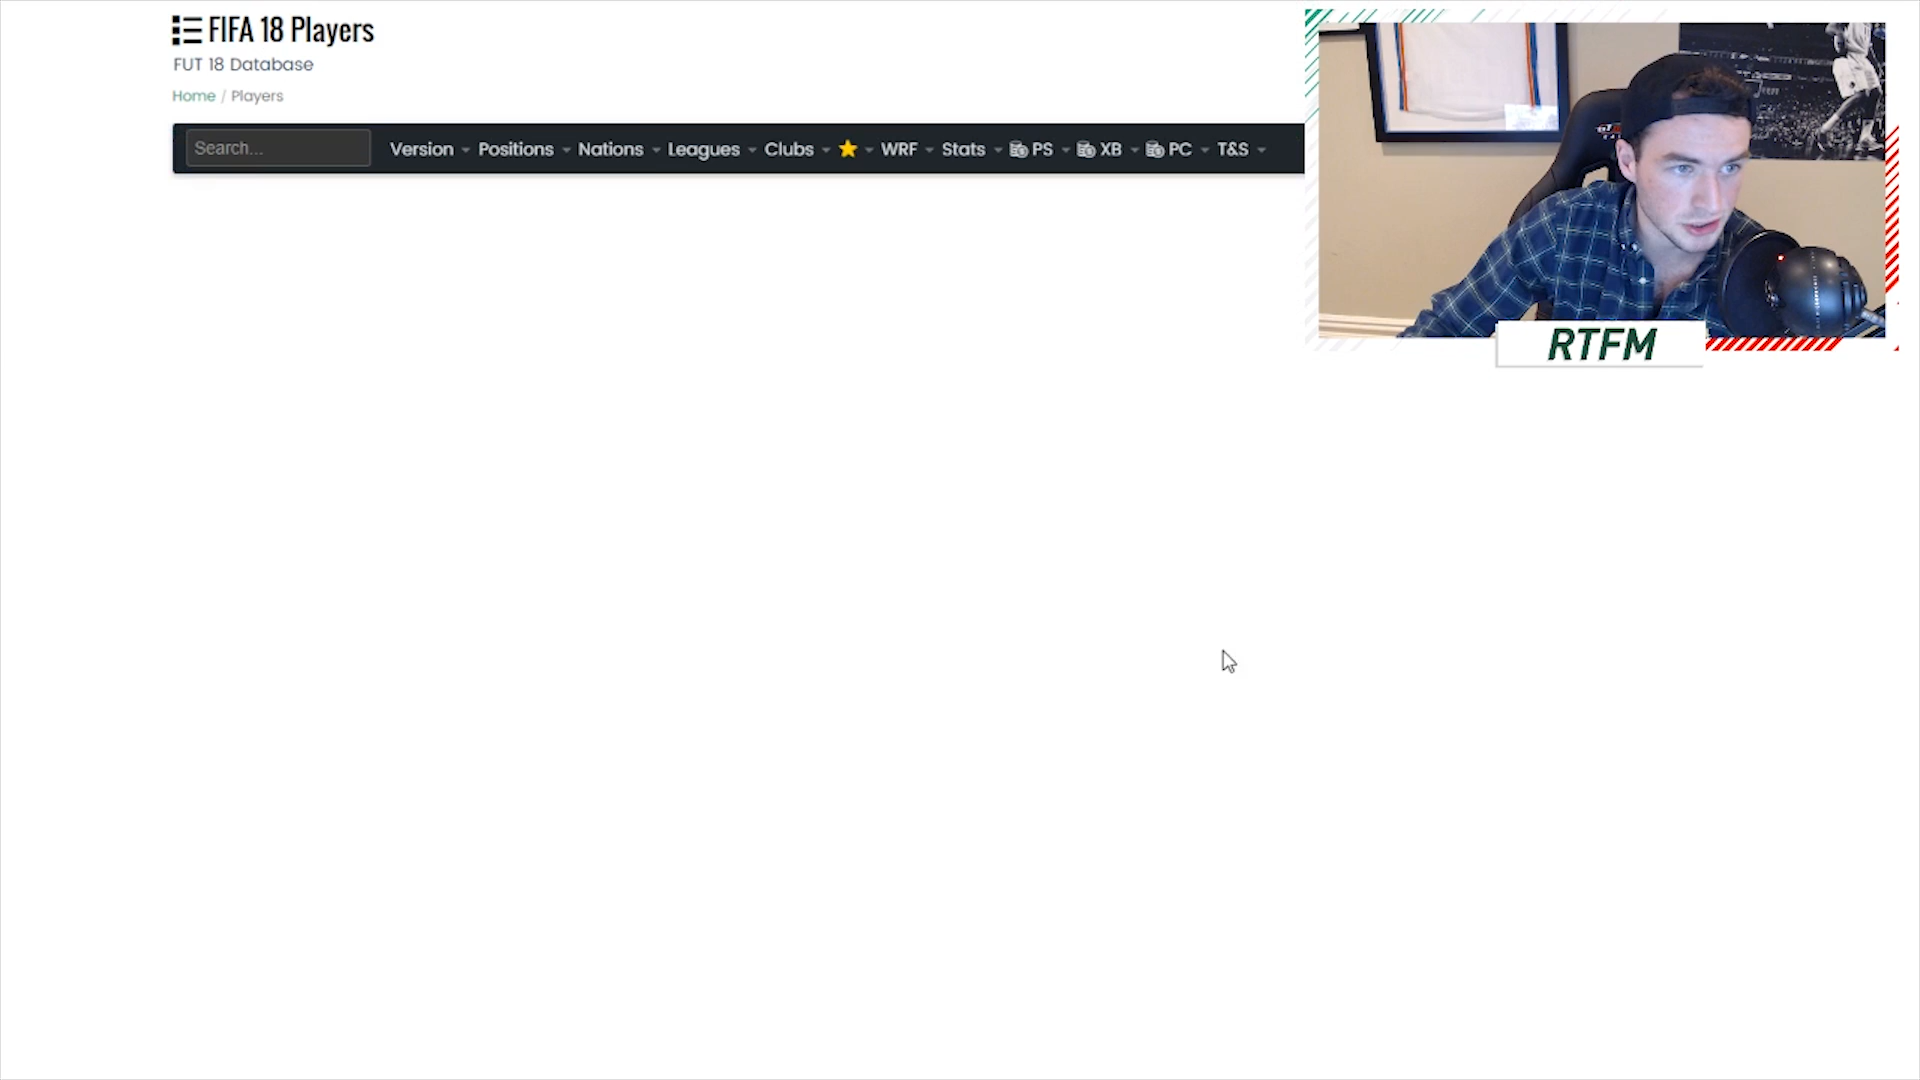 FIFA 18 Players
FUT 18 Database
Home / Players
Search... Version Positions Nations Leagues Clubs WRF Stats PS XB PC T&S
RTFM